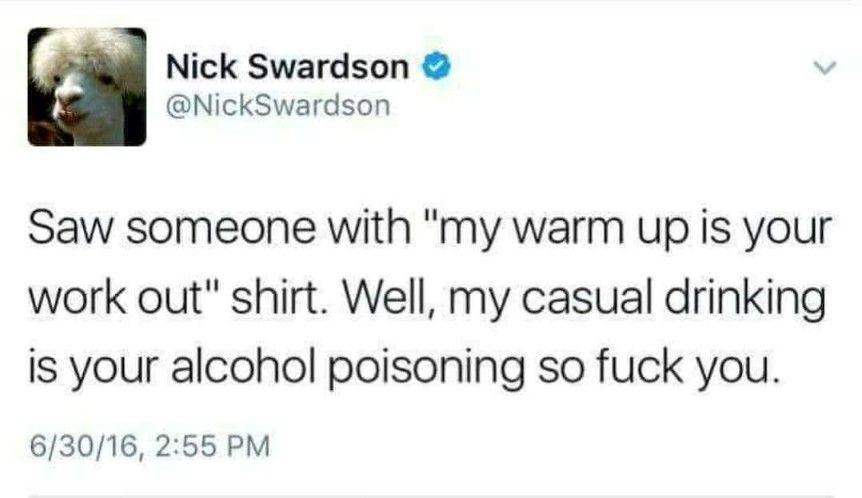 Nick Swardson
@NickSwardson
Saw someone with "my warm up is your
work out" shirt. Well, my casual drinking
is your alcohol poisoning so fuck you.
6/30/16, 2:55 PM